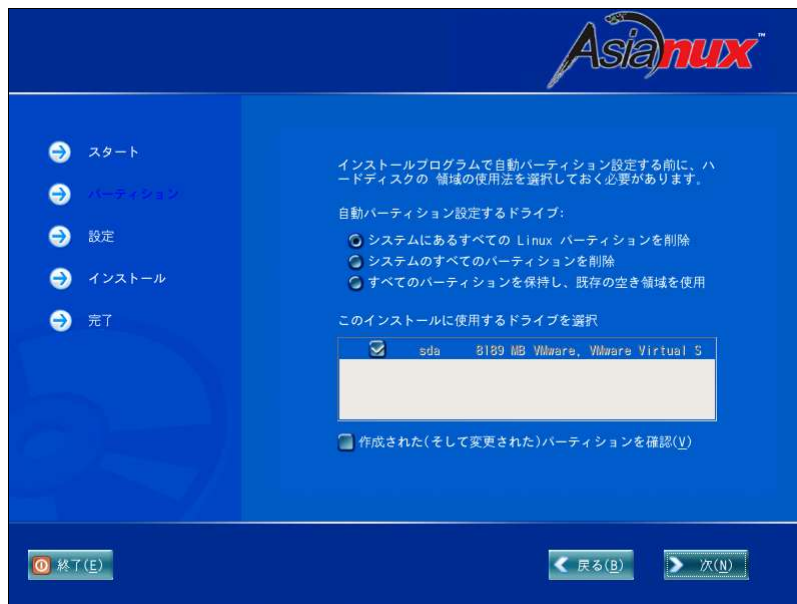 Asianux™
スタート
パーティション
設定
インストール
完了
インストールプログラムで自動パーティション設定する前に、ハ
ードディスクの 領域の使用法を選択しておく必要があります。
自動パーティション設定するドライブ:
システムにあるすべての Linux パーティションを削除
システムのすべてのパーティションを削除
すべてのパーティションを保持し、既存の空き領域を使用
このインストールに使用するドライブを選択
sda 8189 MB VMware, VMware Virtual S
作成された(そして変更された)パーティションを確認(V)
終了(E)
戻る(B)
次(N)